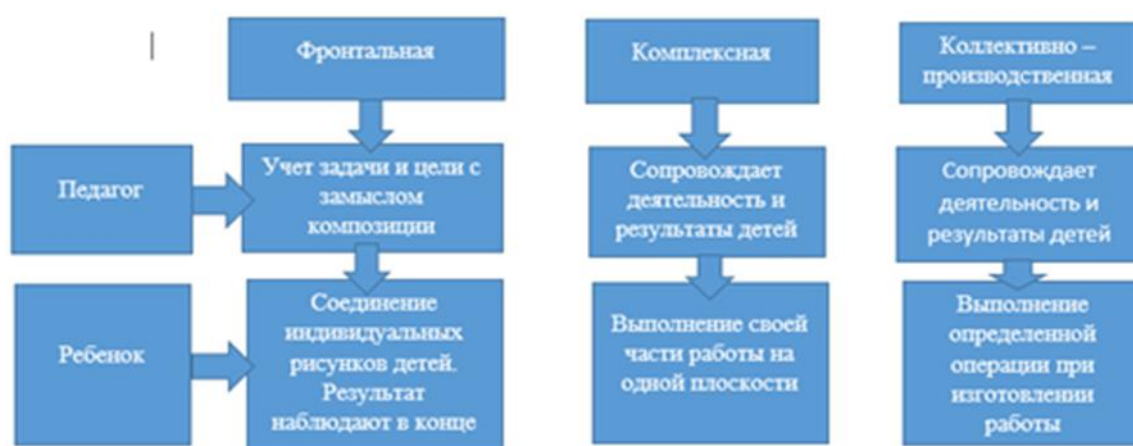 Фронтальная
Комплексная
Коллективно –
производственная
Педагог
Учет задачи и цели с
замыслом
композиции
Сопровождает
деятельность и
результаты детей
Сопровождает
деятельность и
результаты детей
Ребенок
Соединение
индивидуальных
рисунков детей.
Результат
наблюдают в конце
Выполнение своей
части работы на
одной плоскости
Выполнение
определенной
операции при
изготовлении
работы